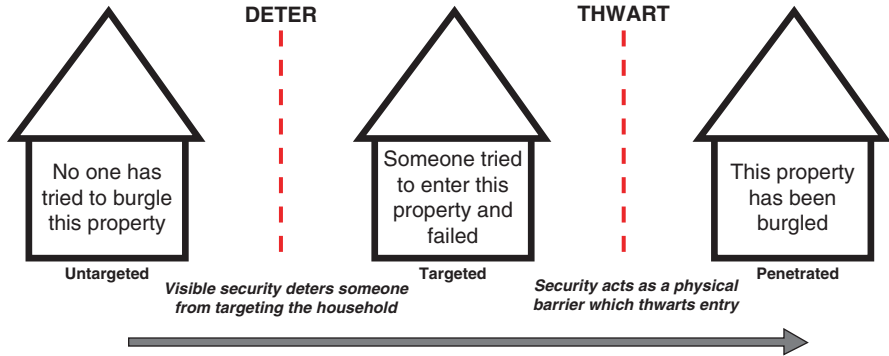 DETER
THWART
No one has
tried to burgle
this property
Someone tried
to enter this
property and
failed
This property
has been
burgled
Untargeted
Targeted
Penetrated
Visible security deters someone
from targeting the household
Security acts as a physical
barrier which thwarts entry